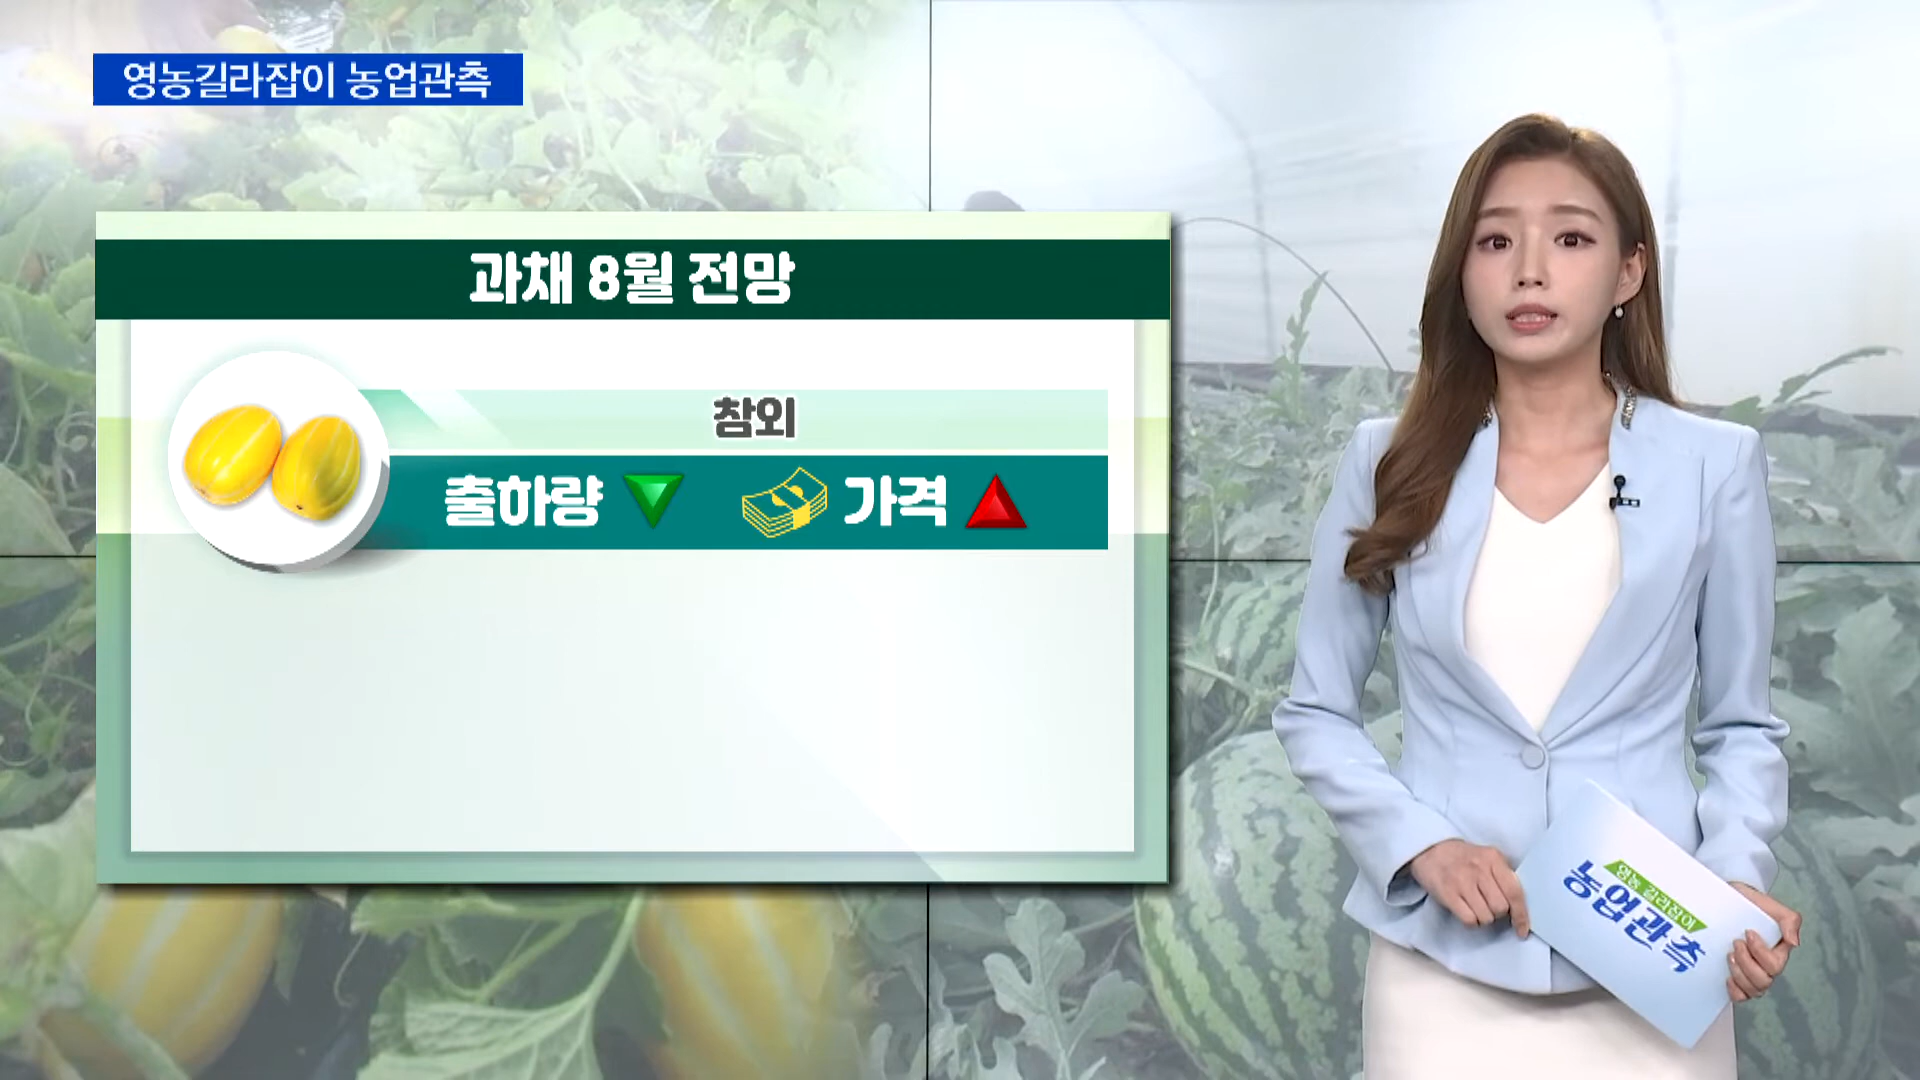 영농길라잡이 농업관측
과채 8월 전망
참외
출하량 가격
영농 길라잡이
농업관측